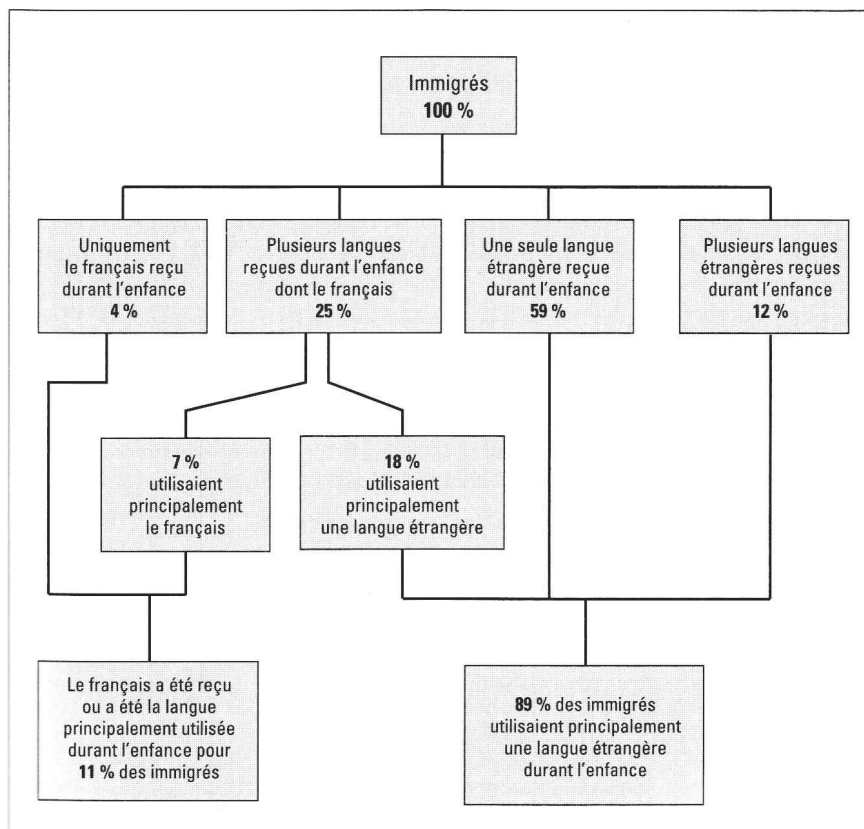 Immigrés
100 %
Uniquement
le français reçu
durant l'enfance
4 %
Plusieurs langues
reçues durant l'enfance
dont le français
25 %
Une seule langue
étrangère reçue
durant l'enfance
59 %
Plusieurs langues
étrangères reçues
durant l'enfance
12 %
7 %
utilisaient
principalement
le français
18 %
utilisaient
principalement
une langue étrangère
Le français a été reçu
ou a été la langue
principalement utilisée
durant l'enfance pour
11 % des immigrés
89 % des immigrés
utilisaient principalement
une langue étrangère
durant l'enfance